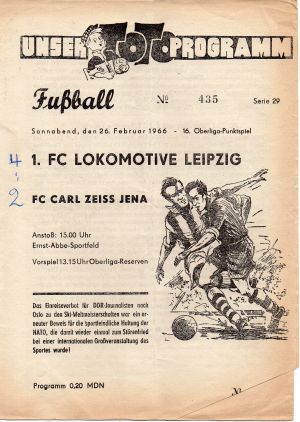 UNSER TOTO PROGRAMM
Fußball № 435 Serie 29
Sonnabend, den 26. Februar 1966 - 16. Oberliga-Punktspiel
4 : 1. FC LOKOMOTIVE LEIPZIG
2 FC CARL ZEISS JENA
Anstoß: 15.00 Uhr
Ernst-Abbe-Sportfeld
Vorspiel 13.15 Uhr Oberliga-Reserven
Das Einreiseverbot für DDR-Journalisten nach
Oslo zu den Ski-Weltmeisterschaften war ein er-
neuter Beweis für die sportfeindliche Haltung der
NATO, die damit wieder einmal zum Störenfried
bei einer internationalen Großveranstaltung des
Sportes wurde!
Programm 0,20 MDN
№